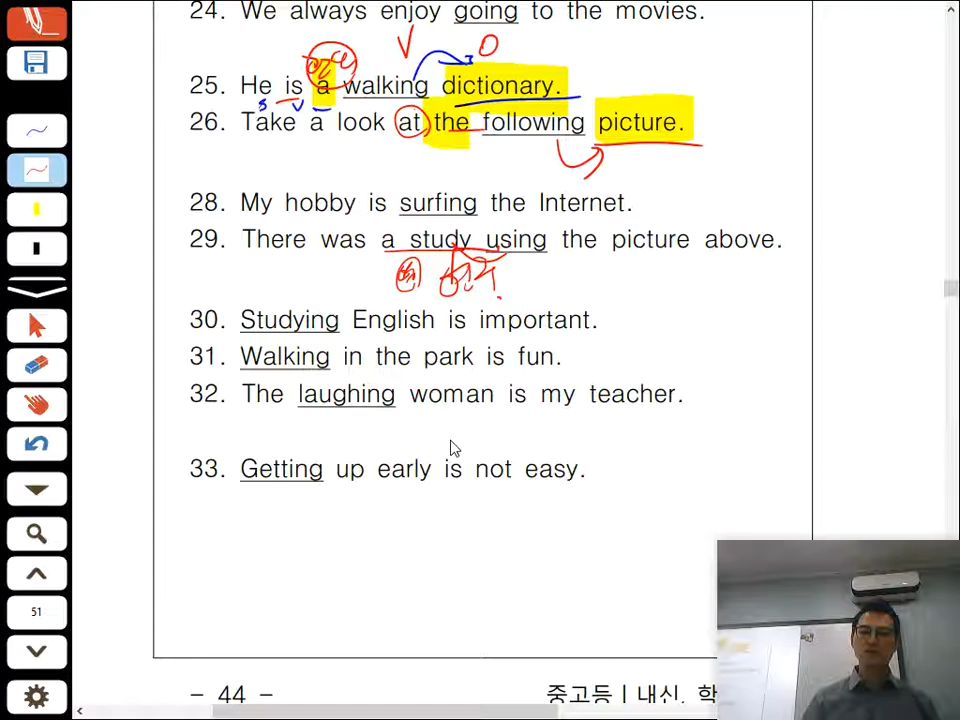 24. We always enjoy going to the movies.
V O
25. He is a walking dictionary.
S V
26. Take a look at the following picture.
28. My hobby is surfing the Internet.
29. There was a study using the picture above.
30. Studying English is important.
31. Walking in the park is fun.
32. The laughing woman is my teacher.
33. Getting up early is not easy.
51
- 44 -
중고등 | 내신, 학